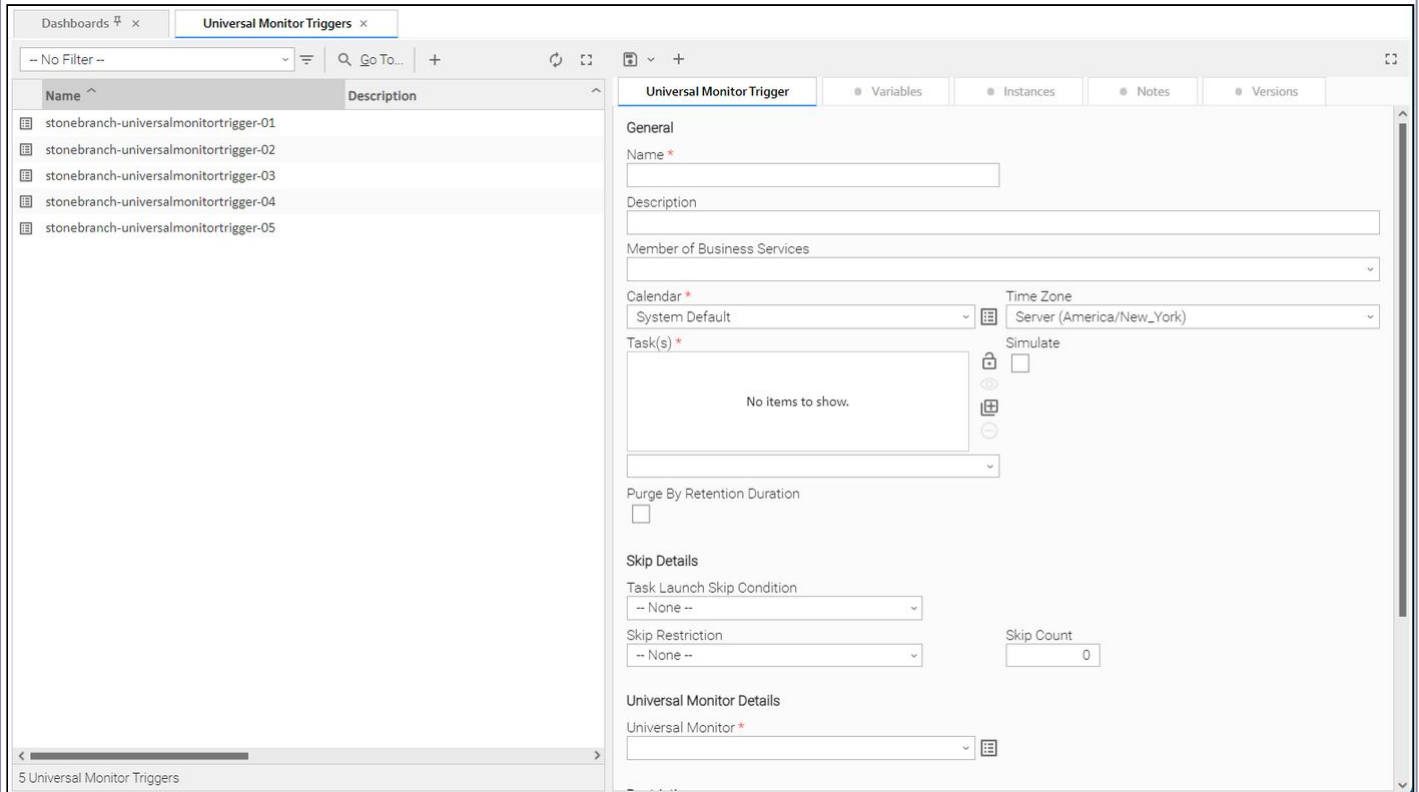 Dashboards
Universal Monitor Triggers
-- No Filter --
Go To...
Name
Description
stonebranch-universalmonitortrigger-01
stonebranch-universalmonitortrigger-02
stonebranch-universalmonitortrigger-03
stonebranch-universalmonitortrigger-04
stonebranch-universalmonitortrigger-05
5 Universal Monitor Triggers
Universal Monitor Trigger Variables Instances Notes Versions
General
Name *
Description
Member of Business Services
Calendar * Time Zone
System Default Server (America/New_York)
Task(s) * Simulate
No items to show.
Purge By Retention Duration
Skip Details
Task Launch Skip Condition
-- None --
Skip Restriction Skip Count
-- None -- 0
Universal Monitor Details
Universal Monitor *